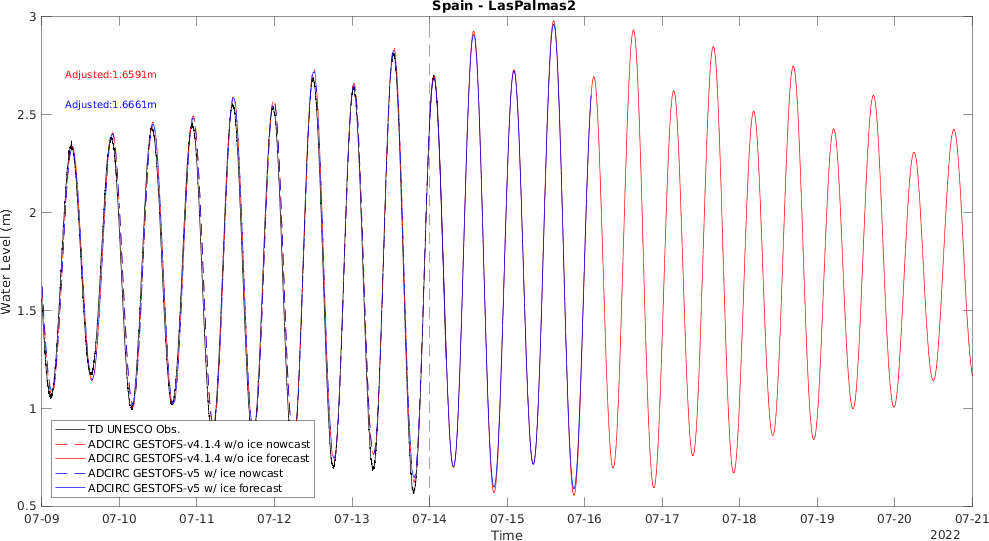 Spain - LasPalmas2
3
2.5
2
1.5
1
0.5
Water Level (m)
Adjusted:1.6591m
Adjusted:1.6661m
TD UNESCO Obs.
ADCIRC GESTOFS-v4.1.4 w/o ice nowcast
ADCIRC GESTOFS-v4.1.4 w/o ice forecast
ADCIRC GESTOFS-v5 w/ ice nowcast
ADCIRC GESTOFS-v5 w/ ice forecast
07-09 07-10 07-11 07-12 07-13 07-14 07-15 07-16 07-17 07-18 07-19 07-20 07-21
Time
2022